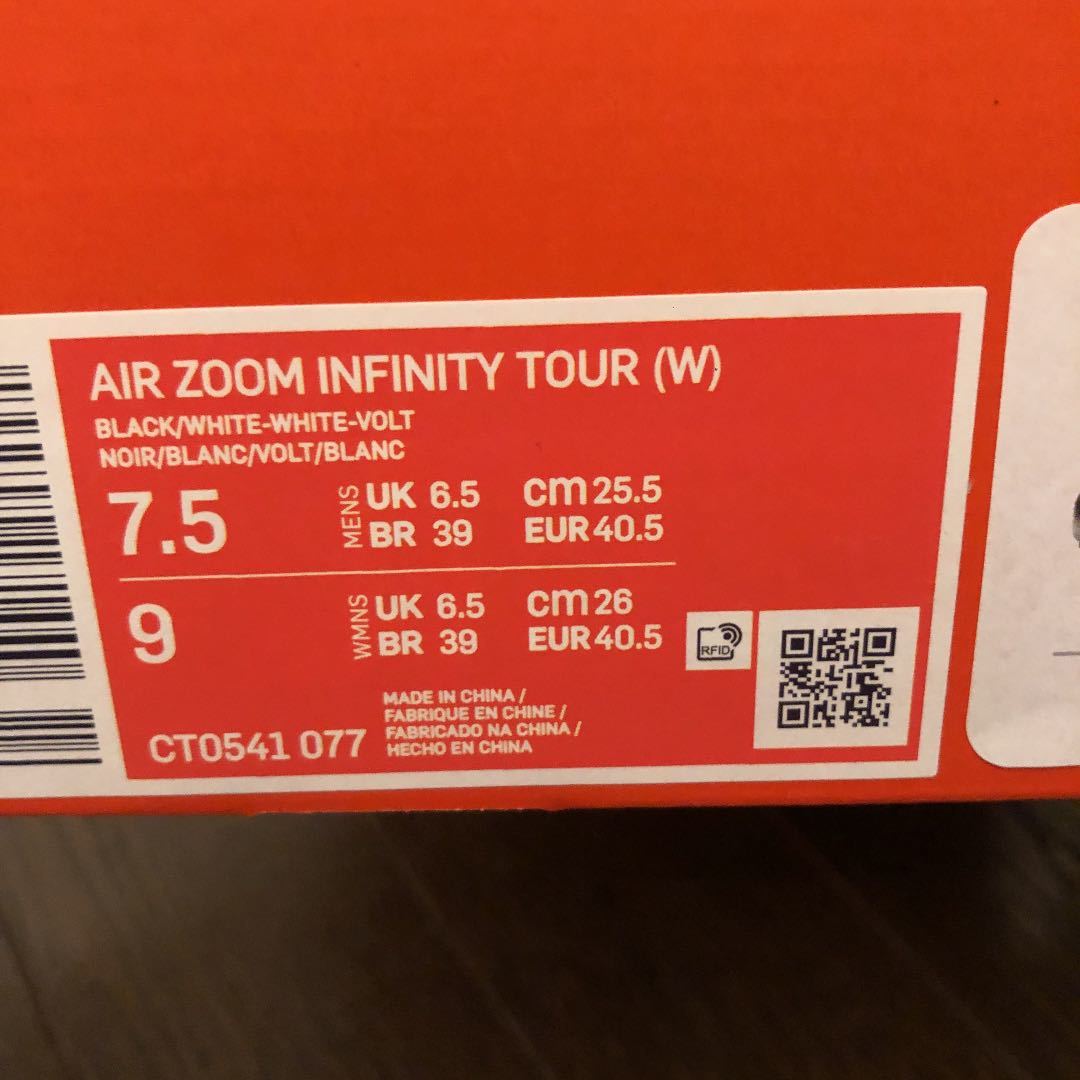 AIR ZOOM INFINITY TOUR (W)
BLACK/WHITE-WHITE-VOLT
NOIR/BLANC/VOLT/BLANC
7.5 MENS UK 6.5 cm 25.5
BR 39 EUR 40.5
9 WMNS UK 6.5 cm 26
BR 39 EUR 40.5
RFID
CT0541 077
MADE IN CHINA /
FABRIQUE EN CHINE /
FABRICADO NA CHINA /
HECHO EN CHINA